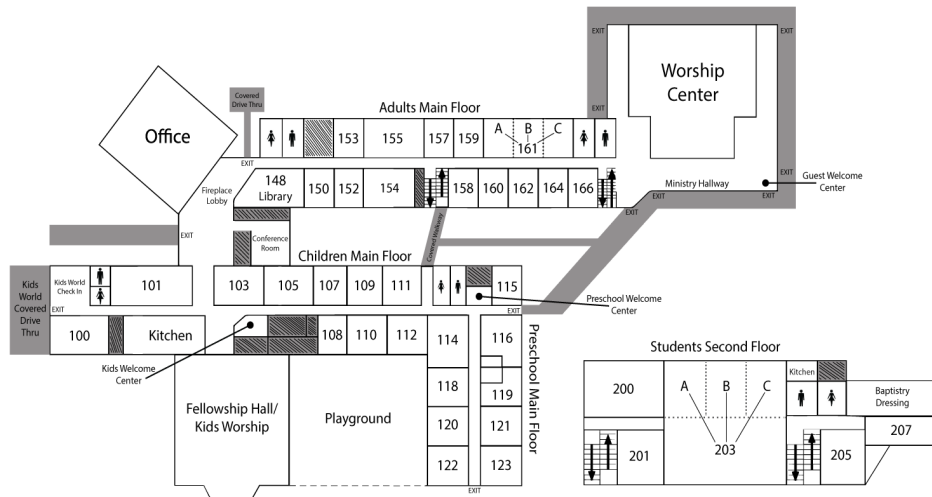 EXIT
EXIT
Worship
Center
Covered
Drive Thru
Adults Main Floor
Office
153
155
157
159
A
B
C
161
EXIT
EXIT
Fireplace
Lobby
148
Library
150
152
154
158
160
162
164
166
Ministry Hallway
Guest Welcome
Center
EXIT
EXIT
EXIT
EXIT
Covered Walkway
Conference
Room
Children Main Floor
Kids
World
Covered
Drive
Thru
Kids World
Check In
EXIT
101
103
105
107
109
111
115
Preschool Welcome
Center
EXIT
100
Kitchen
108
110
112
114
116
Kids Welcome
Center
Preschool Main Floor
118
119
Fellowship Hall/
Kids Worship
Playground
120
121
122
123
EXIT
Students Second Floor
200
A
B
C
203
Kitchen
Baptistry
Dressing
201
205
207